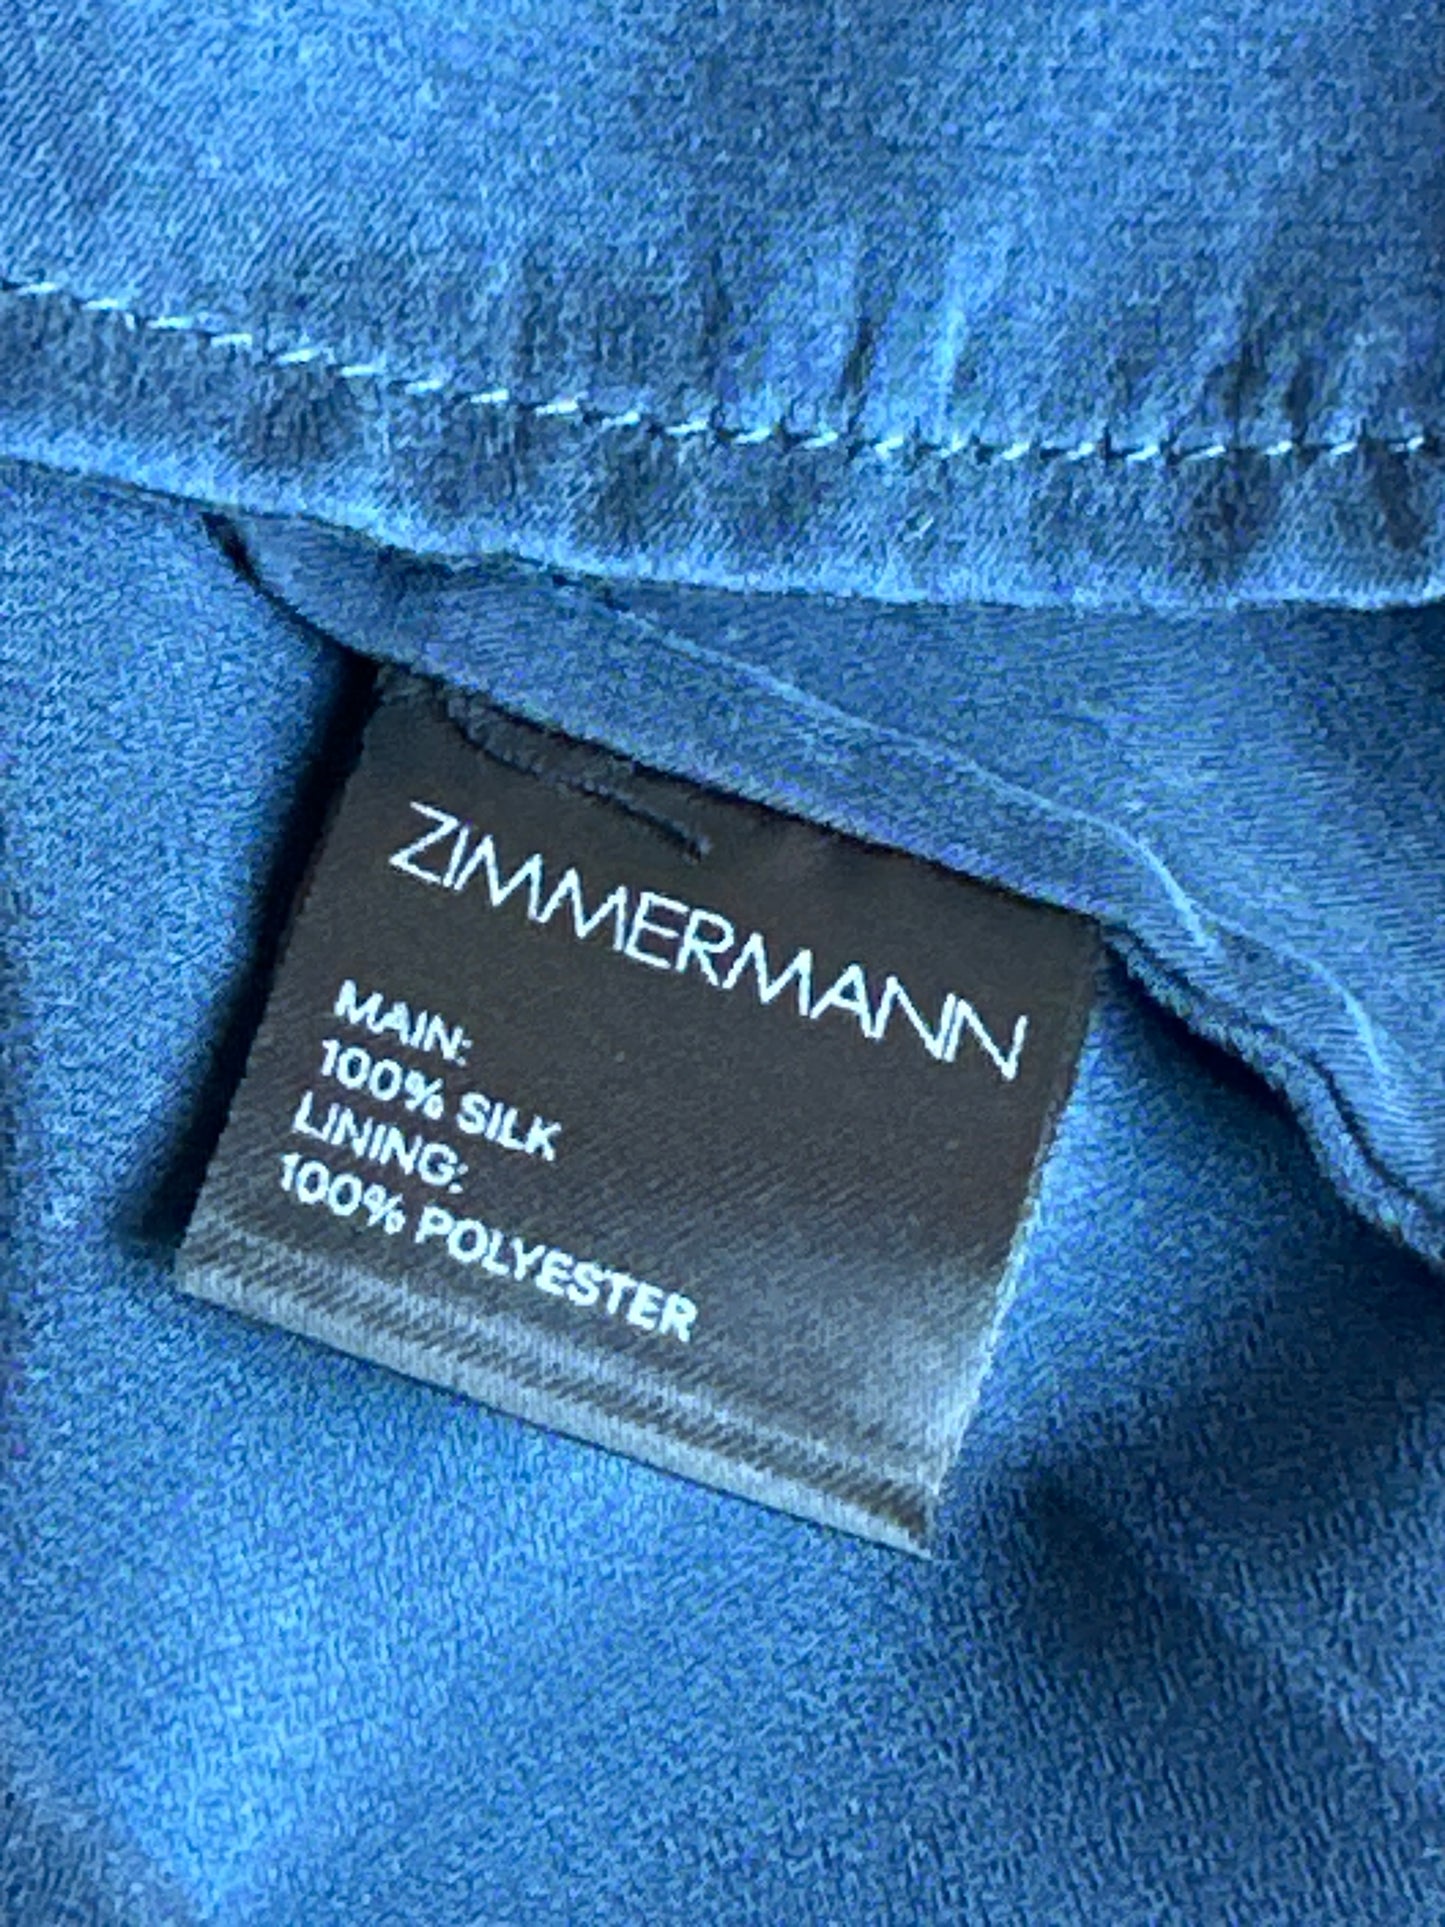 ZIMMERMANN
MAIN:
100% SILK
LINING:
100% POLYESTER